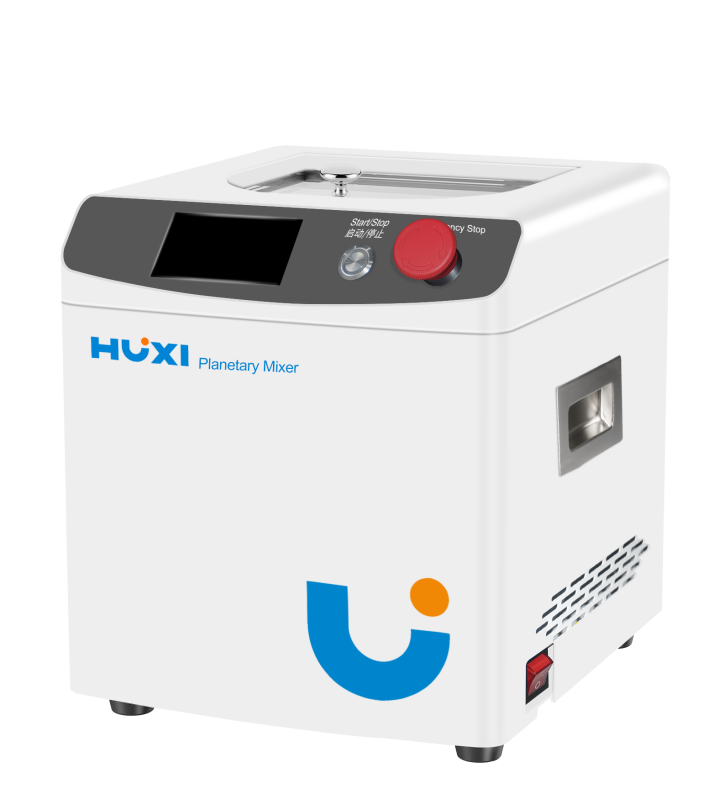 Start/Stop
启动/停止
ncy Stop
HUXI Planetary Mixer